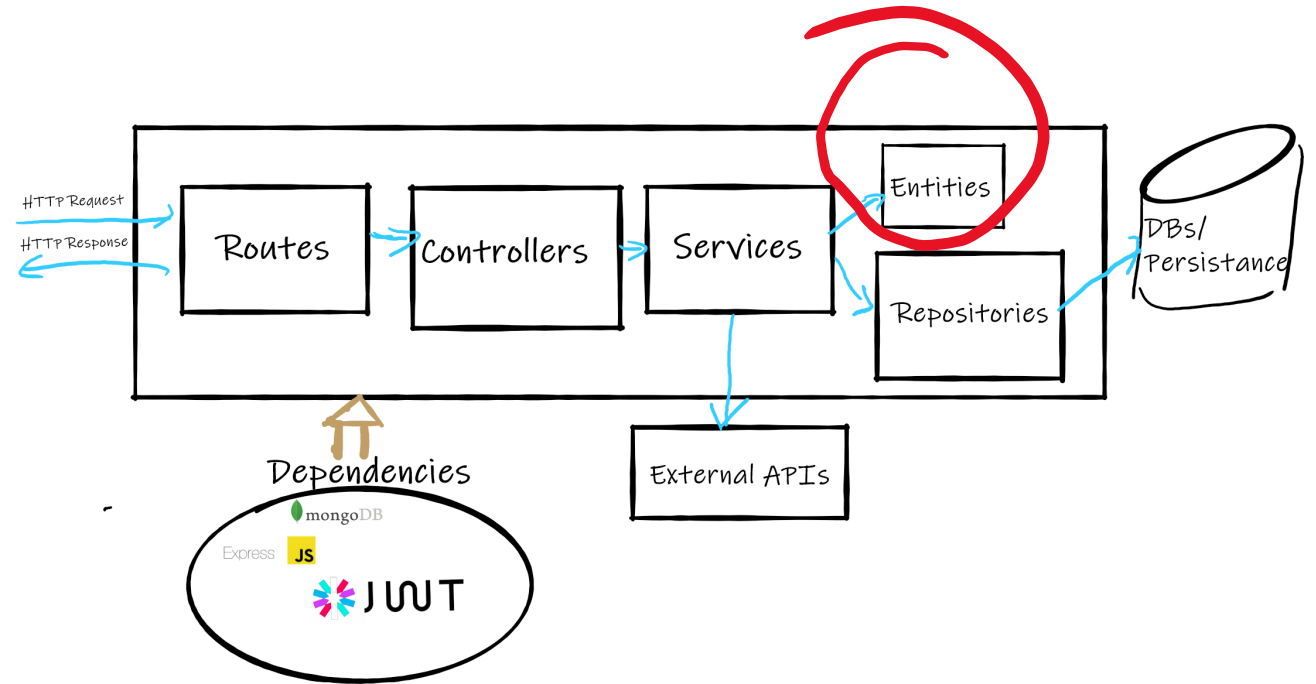 HTTP Request
HTTP Response
Routes
Controllers
Services
Entities
Repositories
DBs/
Persistance
External APIs
Dependencies
mongoDB
Express
JS
JWT